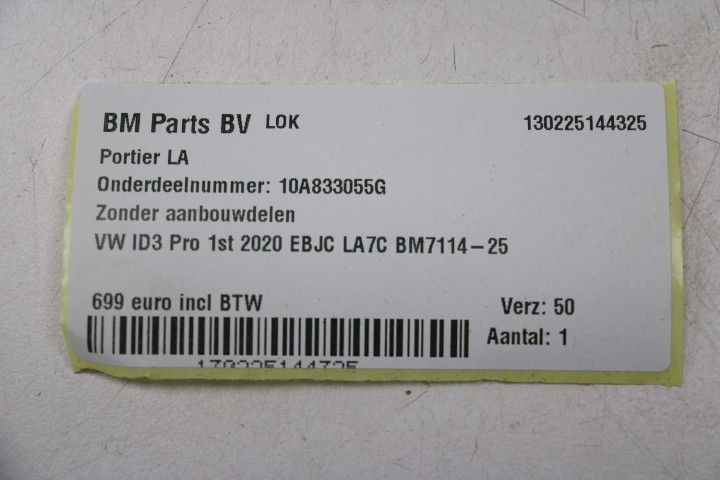 BM Parts BV LOK 130225144325
Portier LA
Onderdeelnummer: 10A833055G
Zonder aanbouwdelen
VW ID3 Pro 1st 2020 EBJC LA7C BM7114-25
699 euro incl BTW Verz: 50
Aantal: 1
130225144325